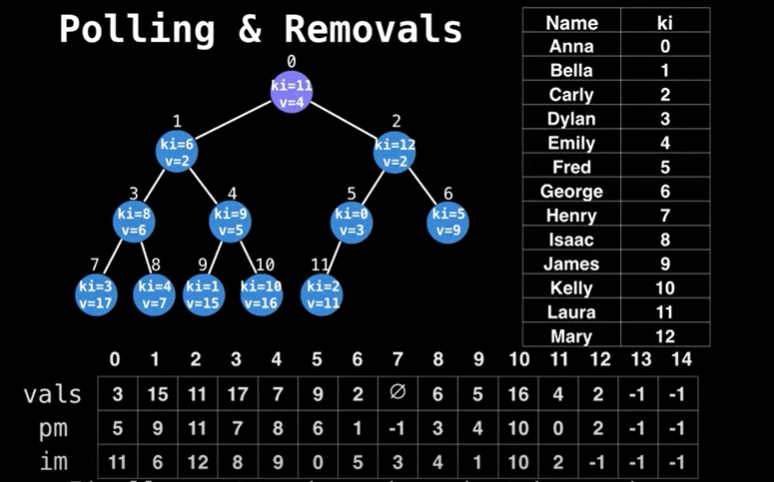 Polling & Removals
0
ki=11
v=4
1
2
ki=6
v=2
ki=12
v=2
3
4
5
6
ki=8
v=6
ki=9
v=5
ki=0
v=3
ki=5
v=9
7
8
9
10
11
ki=3
v=17
ki=4
v=7
ki=1
v=15
ki=10
v=16
ki=2
v=11
Name ki
Anna 0
Bella 1
Carly 2
Dylan 3
Emily 4
Fred 5
George 6
Henry 7
Isaac 8
James 9
Kelly 10
Laura 11
Mary 12
0 1 2 3 4 5 6 7 8 9 10 11 12 13 14
vals 3 15 11 17 7 9 2 ∅ 6 5 16 4 2 -1 -1
pm 5 9 11 7 8 6 1 -1 3 4 10 0 2 -1 -1
im 11 6 12 8 9 0 5 3 4 1 10 2 -1 -1 -1